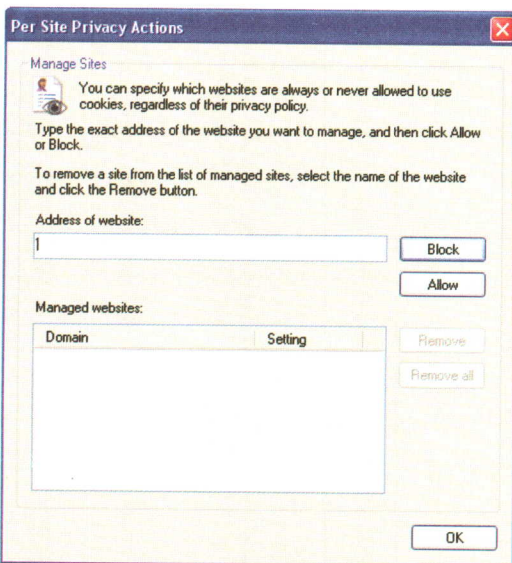 Per Site Privacy Actions
Manage Sites
You can specify which websites are always or never allowed to use
cookies, regardless of their privacy policy.
Type the exact address of the website you want to manage, and then click Allow
or Block.
To remove a site from the list of managed sites, select the name of the website
and click the Remove button.
Address of website:
1
Block
Allow
Managed websites:
Domain Setting
Remove
Remove all
OK